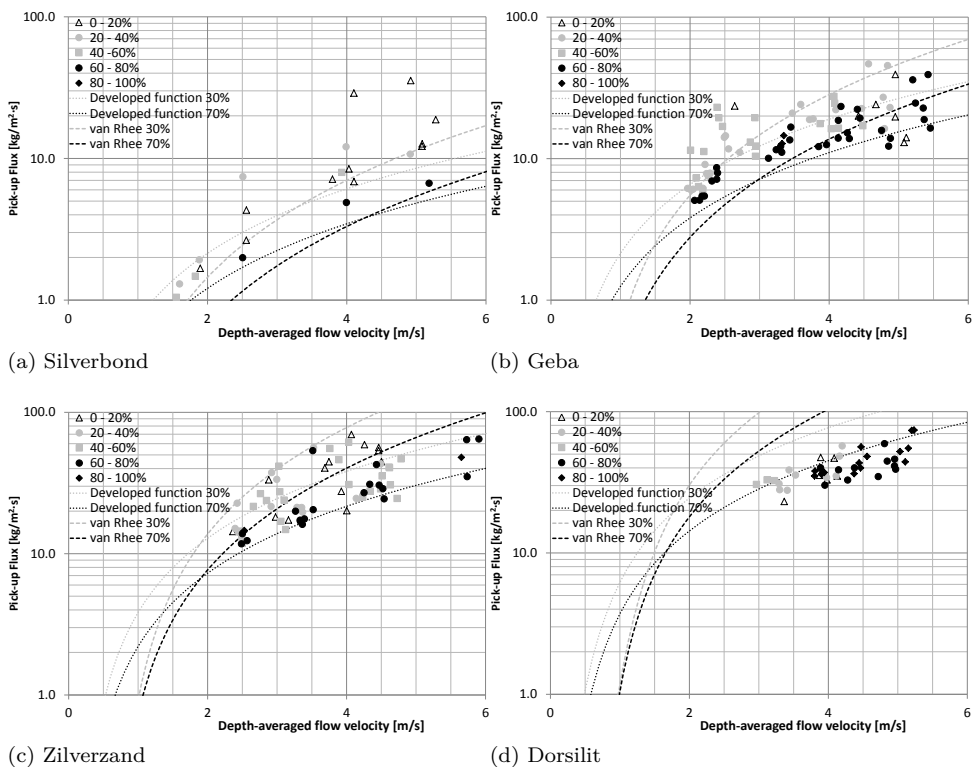 100.0
10.0
1.0
Pick-up Flux [kg/m²·s]
0 - 20%
20 - 40%
40 -60%
60 - 80%
80 - 100%
Developed function 30%
Developed function 70%
van Rhee 30%
van Rhee 70%
0 2 4 6
Depth-averaged flow velocity [m/s]
(a) Silverbond
100.0
10.0
1.0
Pick-up Flux [kg/m²·s]
0 - 20%
20 - 40%
40 -60%
60 - 80%
80 - 100%
Developed function 30%
Developed function 70%
van Rhee 30%
van Rhee 70%
0 2 4 6
Depth-averaged flow velocity [m/s]
(b) Geba
100.0
10.0
1.0
Pick-up Flux [kg/m²·s]
0 - 20%
20 - 40%
40 -60%
60 - 80%
80 - 100%
Developed function 30%
Developed function 70%
van Rhee 30%
van Rhee 70%
0 2 4 6
Depth-averaged flow velocity [m/s]
(c) Zilverzand
100.0
10.0
1.0
Pick-up Flux [kg/m²·s]
0 - 20%
20 - 40%
40 -60%
60 - 80%
80 - 100%
Developed function 30%
Developed function 70%
van Rhee 30%
van Rhee 70%
0 2 4 6
Depth-averaged flow velocity [m/s]
(d) Dorsilit